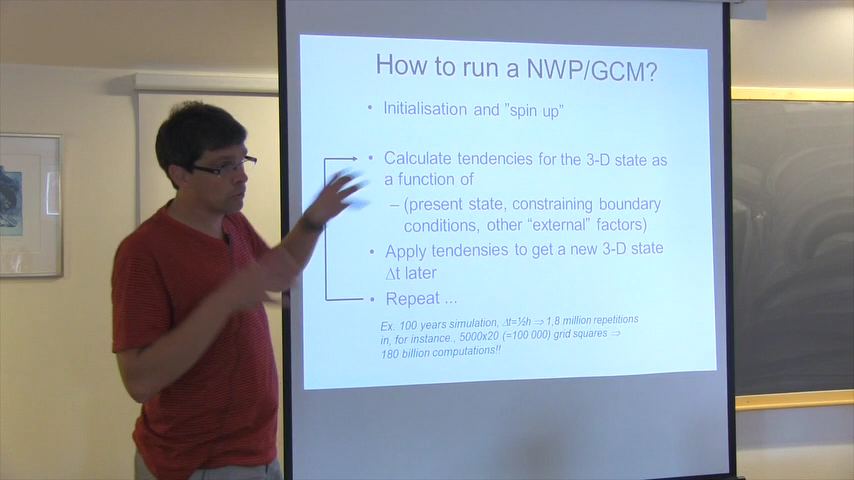 How to run a NWP/GCM?
• Initialisation and ”spin up”
• Calculate tendencies for the 3-D state as
a function of
– (present state, constraining boundary
conditions, other “external” factors)
• Apply tendensies to get a new 3-D state
Δt later
• Repeat ...
Ex. 100 years simulation, Δt=½h ⇒ 1,8 million repetitions
in, for instance., 5000x20 (=100 000) grid squares ⇒
180 billion computations!!